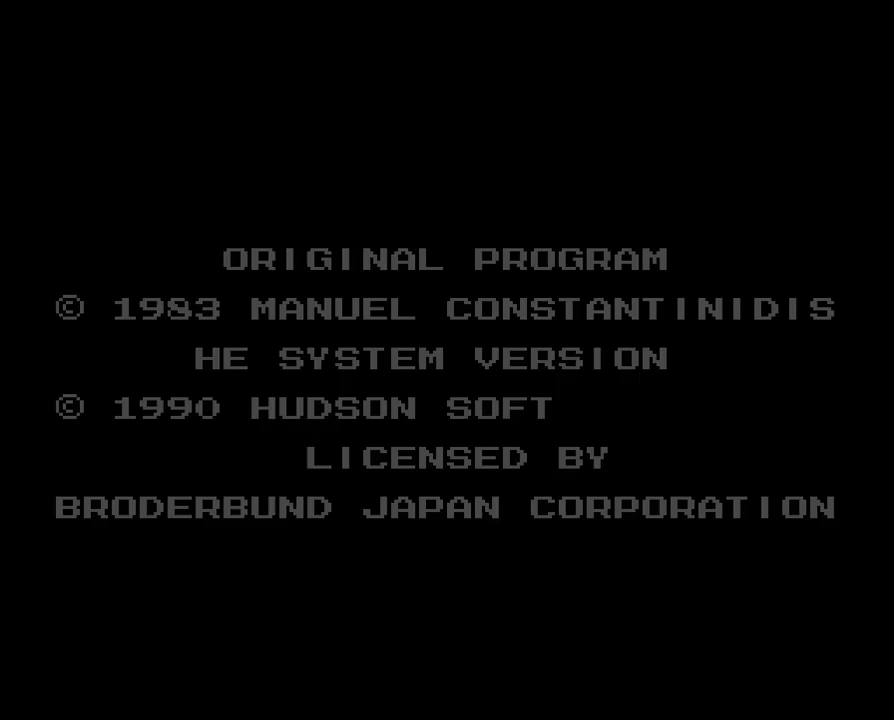 ORIGINAL PROGRAM
© 1983 MANUEL CONSTANTINIDIS
HE SYSTEM VERSION
© 1990 HUDSON SOFT
LICENSED BY
BRODERBUND JAPAN CORPORATION